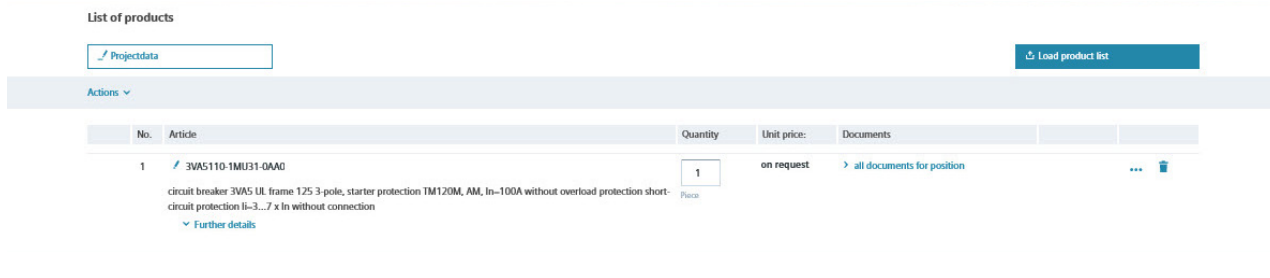 List of products
Projectdata
Load product list
Actions
No. Article Quantity Unit price: Documents
1 3VA5110-1MU31-0AA0 1 on request all documents for position
circuit breaker 3VA5 UL frame 125 3-pole, starter protection TM120M, AM, In=100A without overload protection short- Piece
circuit protection Ii=3...7 x In without connection
Further details